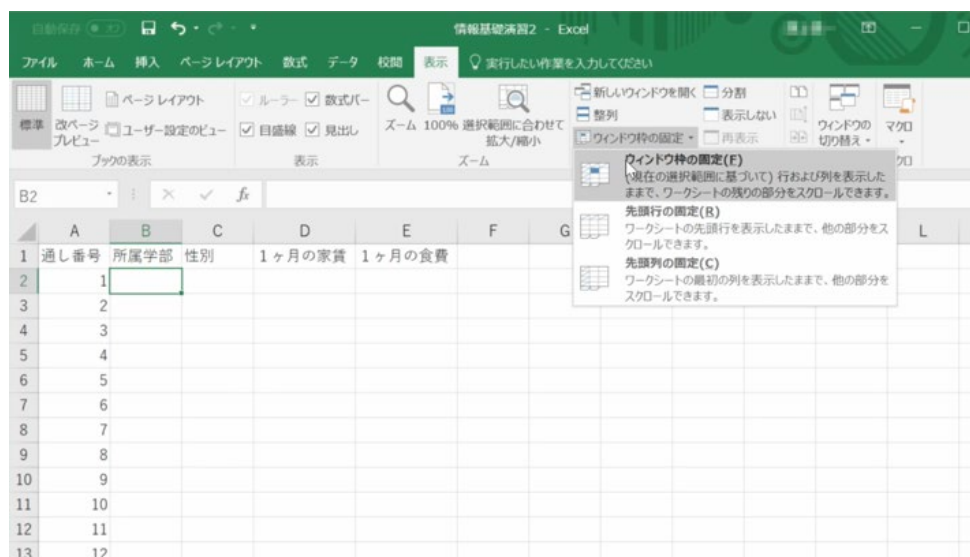 自動保存 オフ
情報基礎演習2 - Excel
ファイル ホーム 挿入 ページ レイアウト 数式 データ 校閲 表示 実行したい作業を入力してください
標準
改ページ プレビュー
ページ レイアウト
ユーザー設定のビュー
ブックの表示
ルーラー 数式バー
目盛線 見出し
表示
ズーム 100% 選択範囲に合わせて
拡大/縮小
ズーム
新しいウィンドウを開く 分割
整列 表示しない
ウィンドウ枠の固定 再表示
ウィンドウの
切り替え
マクロ
ウィンドウ枠の固定(F)
(現在の選択範囲に基づいて) 行および列を表示した
ままで、ワークシートの残りの部分をスクロールできます。
先頭行の固定(R)
ワークシートの先頭行を表示したままで、他の部分をス
クロールできます。
先頭列の固定(C)
ワークシートの最初の列を表示したままで、他の部分を
スクロールできます。
B2 fx
A B C D E F G L
1 通し番号 所属学部 性別 1ヶ月の家賃 1ヶ月の食費
2 1
3 2
4 3
5 4
6 5
7 6
8 7
9 8
10 9
11 10
12 11
13 12